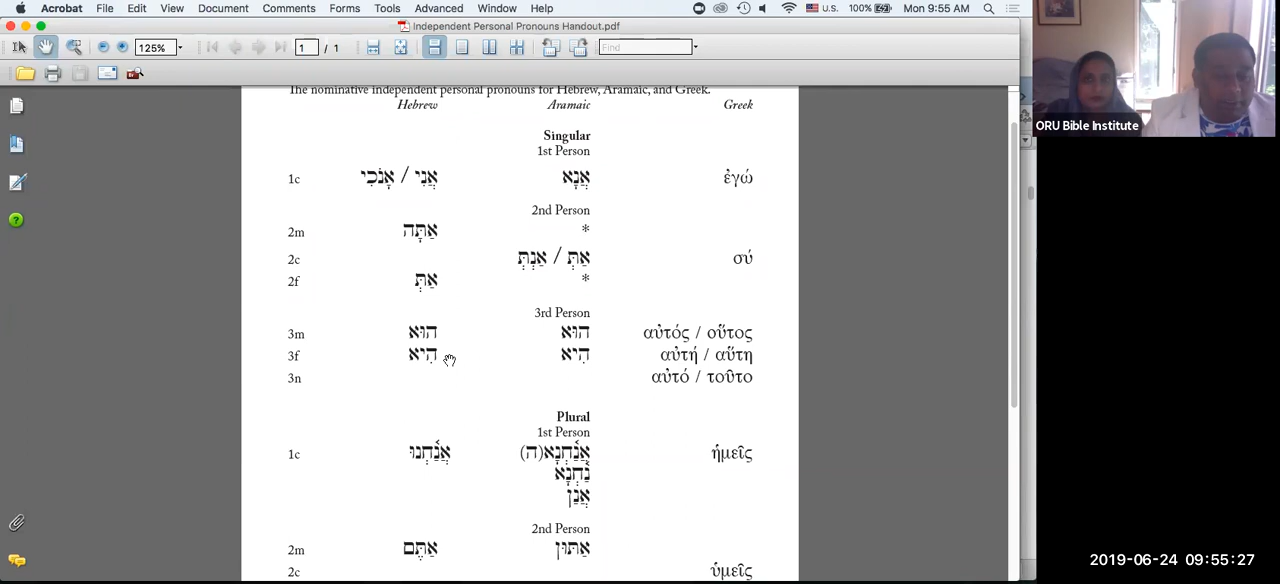 Acrobat File Edit View Document Comments Forms Tools Advanced Window Help U.S. 100% Mon 9:55 AM
Independent Personal Pronouns Handout.pdf
125% 1 / 1 Find
The nominative independent personal pronouns for Hebrew, Aramaic, and Greek.
Hebrew Aramaic Greek
Singular
1st Person
1c אֲנִי / אָנֹכִי אֲנָא ἐγώ
2nd Person
2m אַתָּה *
2c אַתְּ / אַנְתְּ σύ
2f אַתְּ *
3rd Person
3m הוּא הוּא αὐτός / οὗτος
3f הִיא הִיא αὐτή / αὕτη
3n αὐτό / τοῦτο
Plural
1st Person
1c אֲנַ֫חְנוּ אֲנַ֫חְנָא(ה) ἡμεῖς
נַ֫חְנָא
אֲנַן
2nd Person
2m אַתֶּם אַתּוּן
2c ὑμεῖς
ORU Bible Institute
2019-06-24 09:55:27